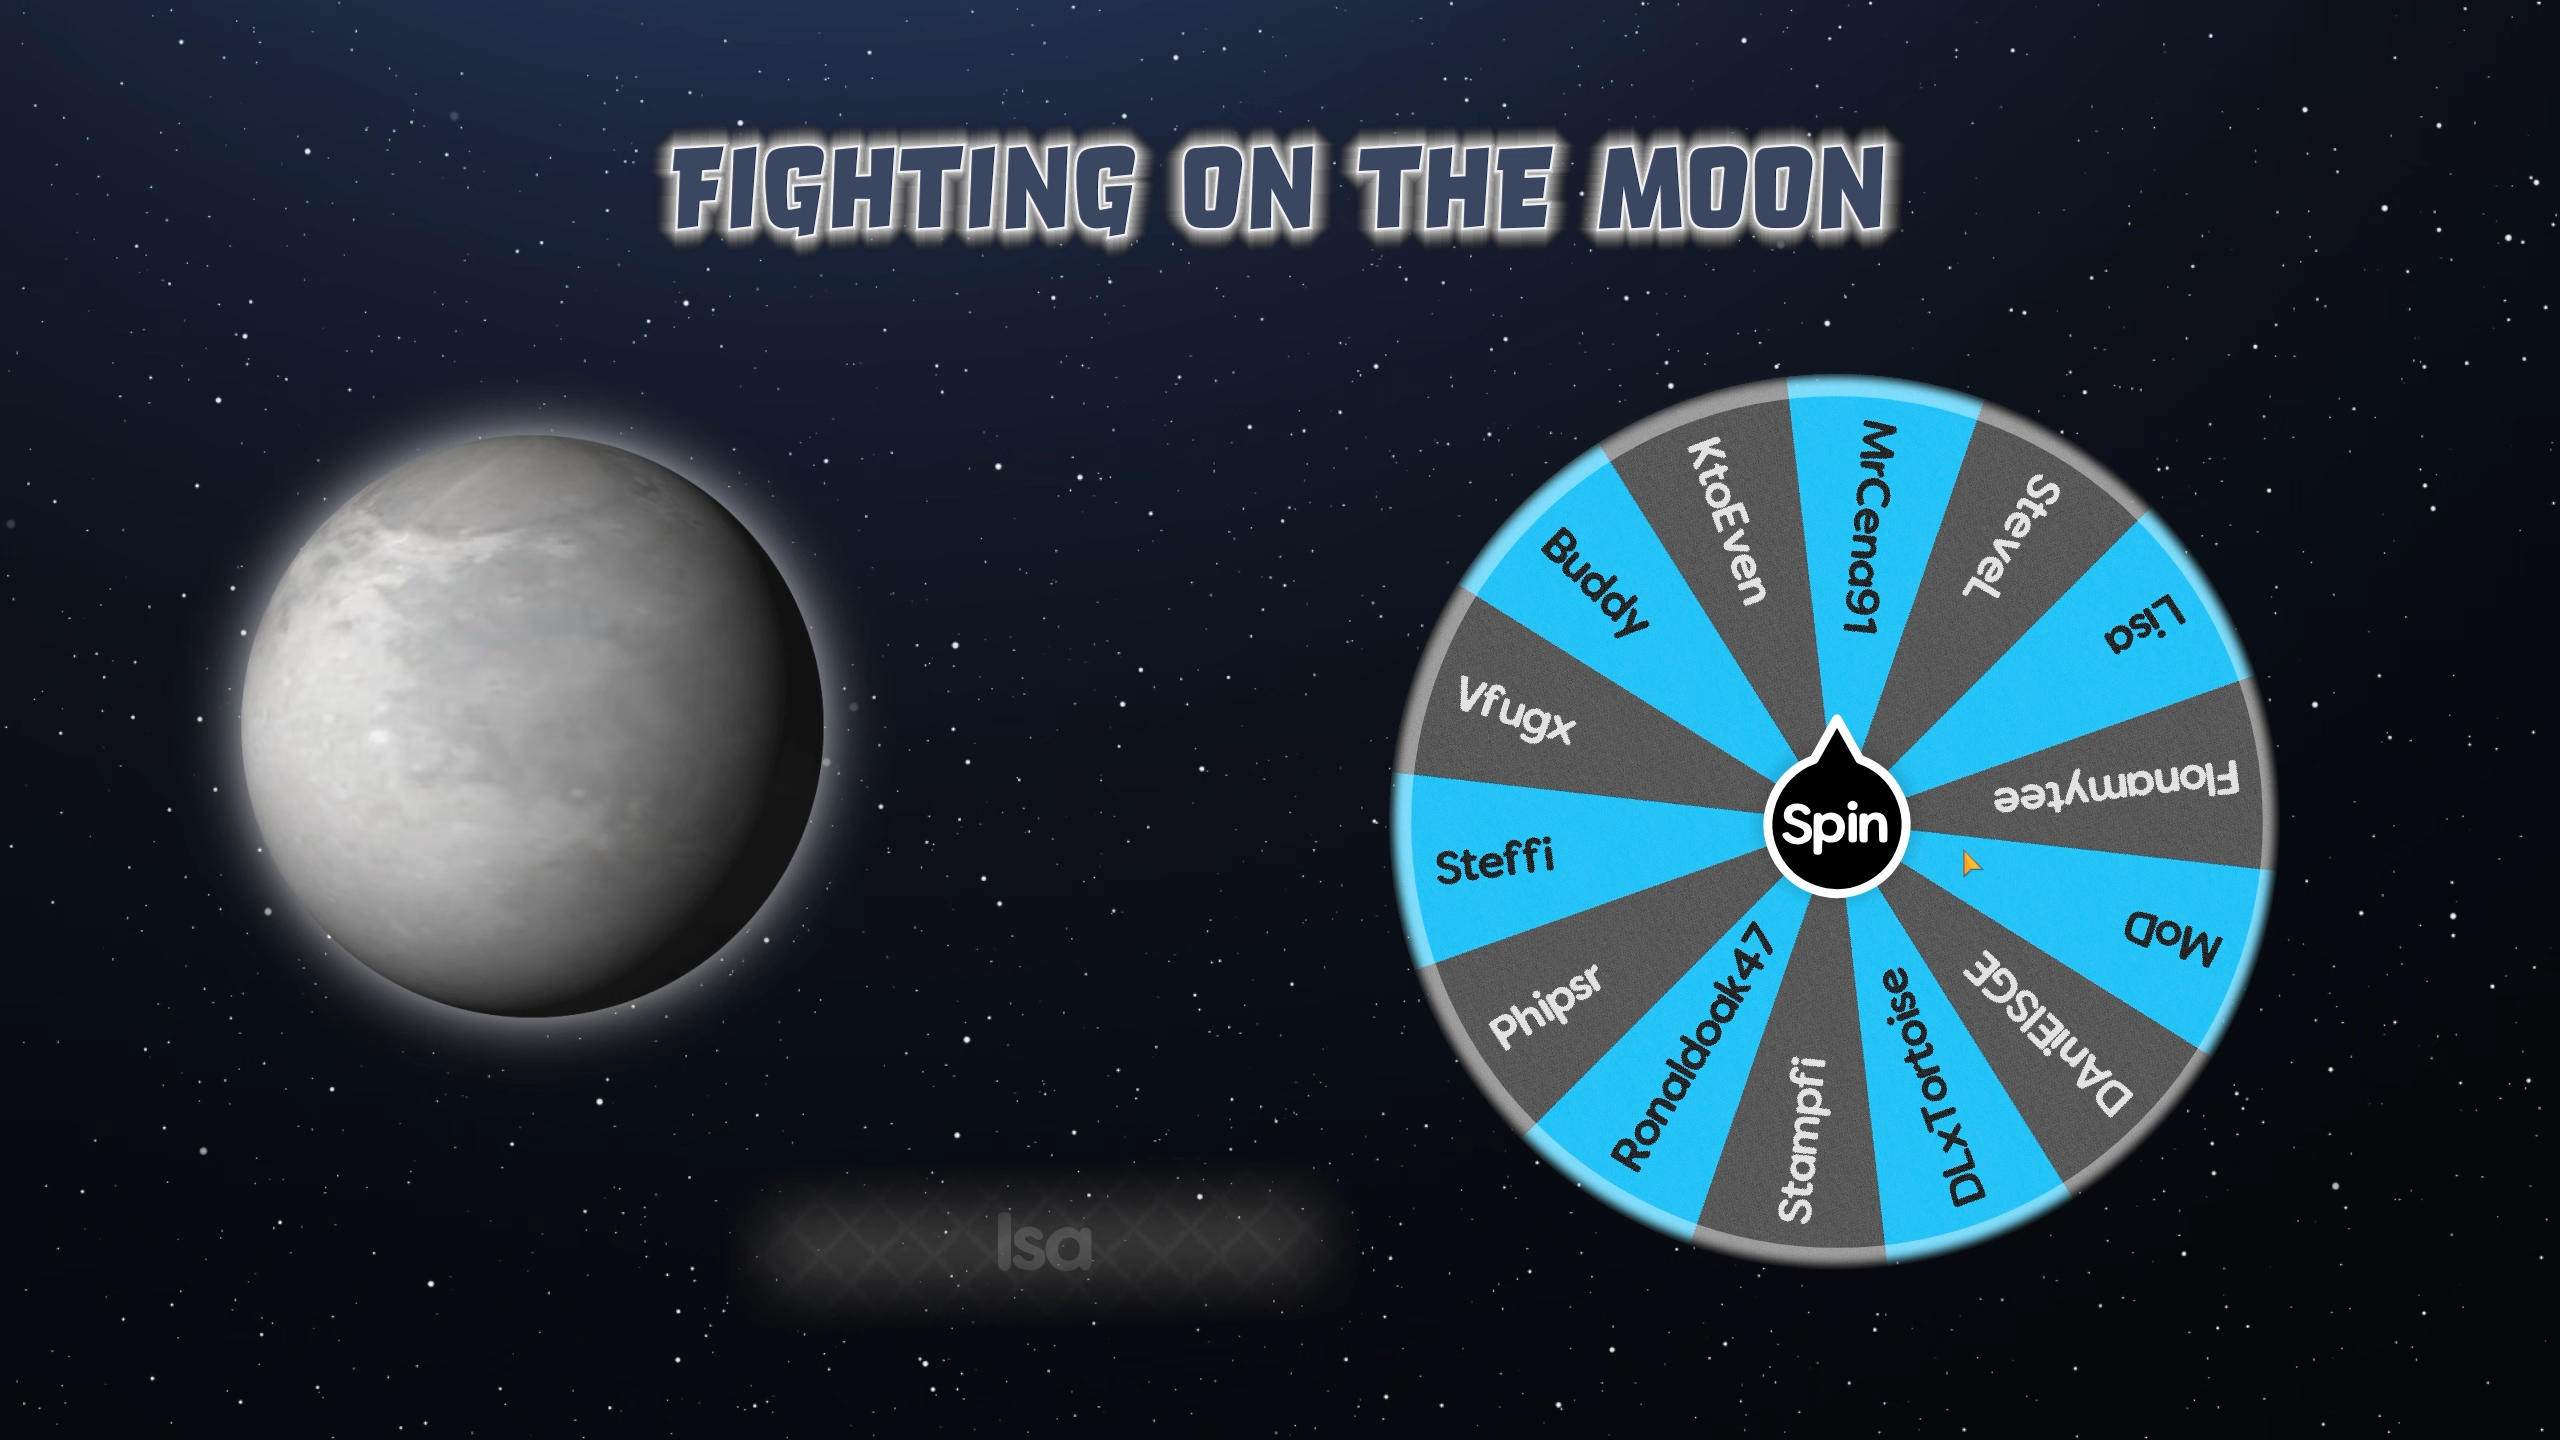 FIGHTING ON THE MOON
MrCena91
SteveL
Lisa
Flonamytee
MoD
DAniElSGE
DLxTortoise
Stampfi
Ronaldoak47
Phipsr
Steffi
Vfugx
Buddy
KtoEven
Spin
Isa